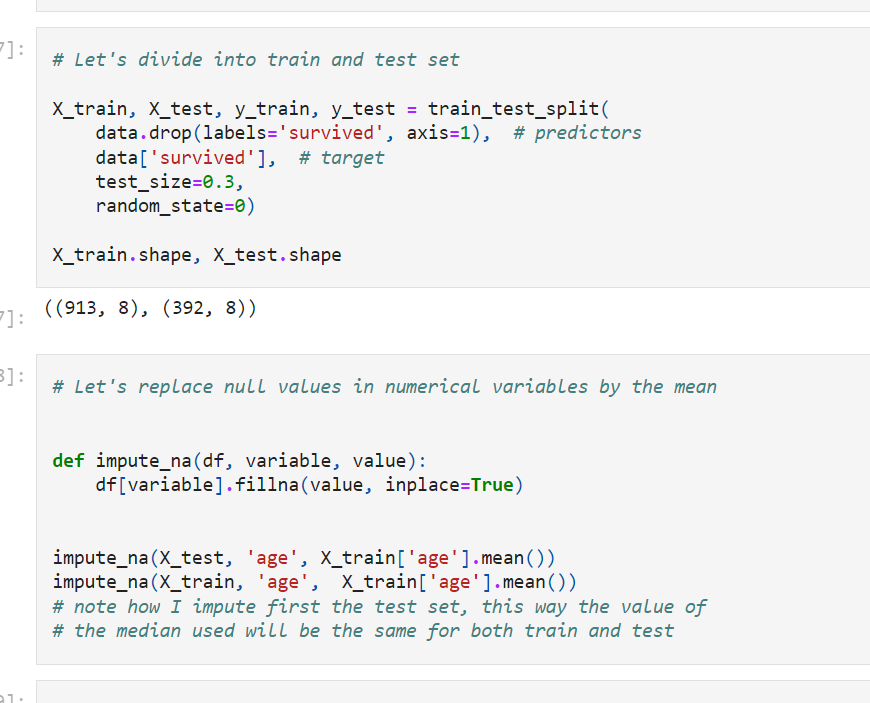 7]:
# Let's divide into train and test set
X_train, X_test, y_train, y_test = train_test_split(
    data.drop(labels='survived', axis=1),  # predictors
    data['survived'],  # target
    test_size=0.3,
    random_state=0)
X_train.shape, X_test.shape
7]:
((913, 8), (392, 8))
8]:
# Let's replace null values in numerical variables by the mean
def impute_na(df, variable, value):
    df[variable].fillna(value, inplace=True)
impute_na(X_test, 'age', X_train['age'].mean())
impute_na(X_train, 'age',  X_train['age'].mean())
# note how I impute first the test set, this way the value of
# the median used will be the same for both train and test